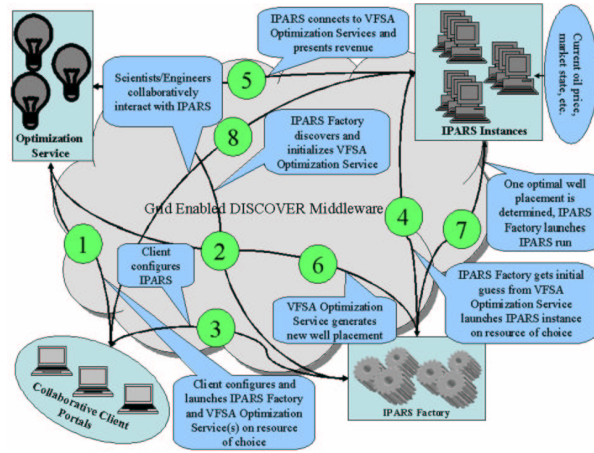 IPARS connects to VFSA
Optimization Services and
presents revenue
Current oil price,
market state, etc.
Scientists/Engineers
collaboratively
interact with IPARS
5
Optimization
Service
IPARS Instances
8
IPARS Factory
discovers and
initializes VFSA
Optimization Service
One optimal well
placement is
determined, IPARS
Factory launches
IPARS run
Grid Enabled DISCOVER Middleware
1
2
4
7
Client
configures
IPARS
6
IPARS Factory gets initial
guess from VFSA
Optimization Service
launches IPARS instance
on resource of choice
VFSA Optimization
Service generates
new well placement
3
Collaborative Client
Portals
Client configures and
launches IPARS Factory
and VFSA Optimization
Service(s) on resource
of choice
IPARS Factory